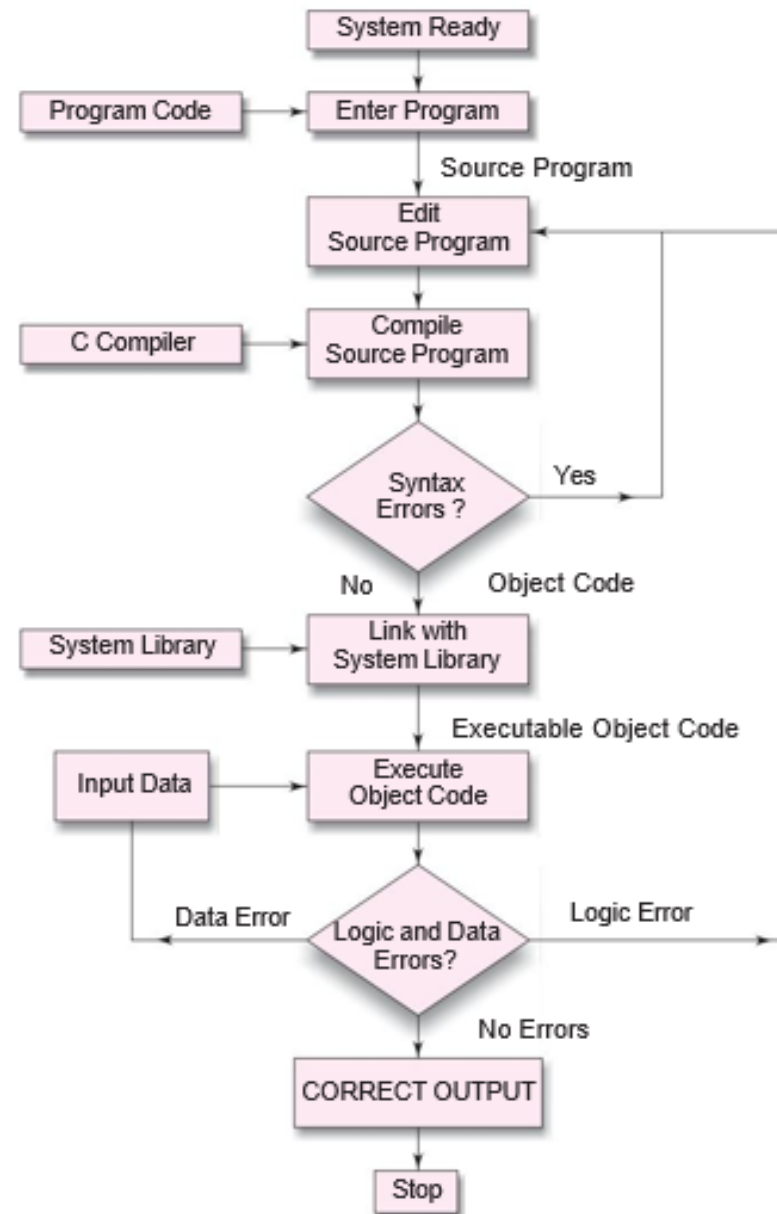 System Ready
Program Code
Enter Program
Source Program
Edit
Source Program
C Compiler
Compile
Source Program
Syntax
Errors ?
Yes
No
Object Code
System Library
Link with
System Library
Executable Object Code
Input Data
Execute
Object Code
Data Error
Logic and Data
Errors?
Logic Error
No Errors
CORRECT OUTPUT
Stop